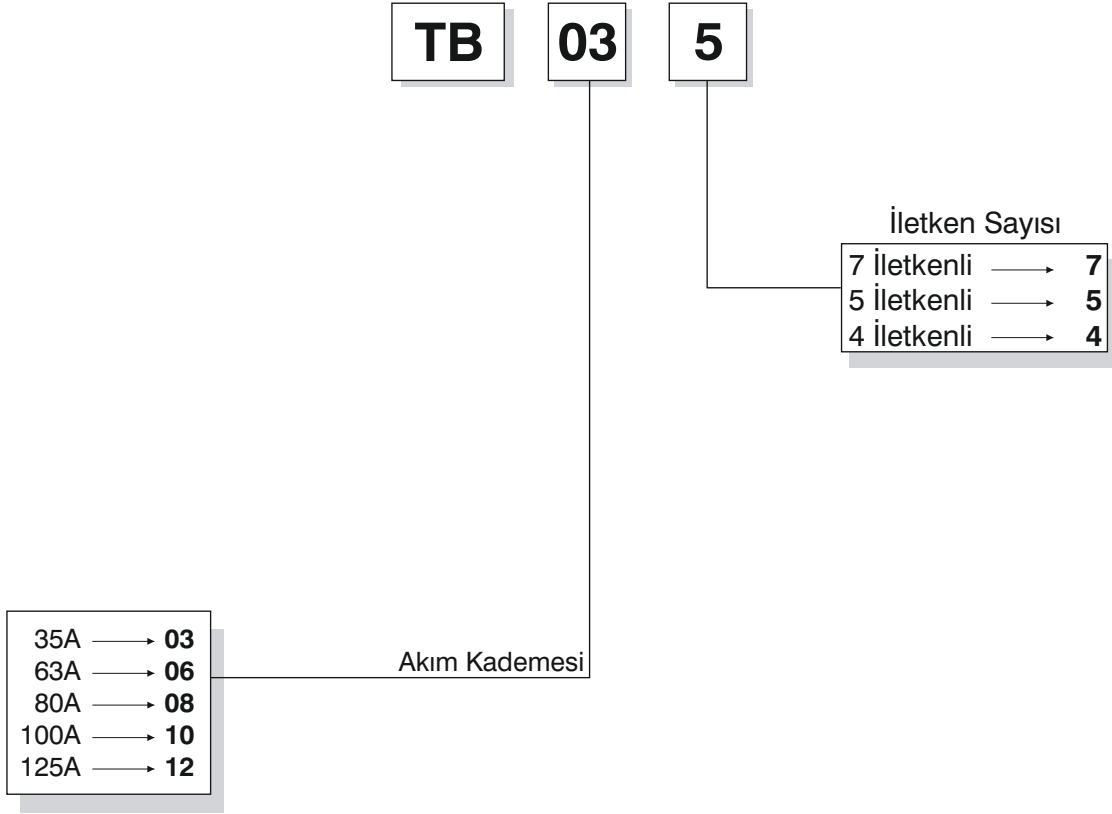 TB 03 5
İletken Sayısı
7 İletkenli → 7
5 İletkenli → 5
4 İletkenli → 4
Akım Kademesi
35A → 03
63A → 06
80A → 08
100A → 10
125A → 12